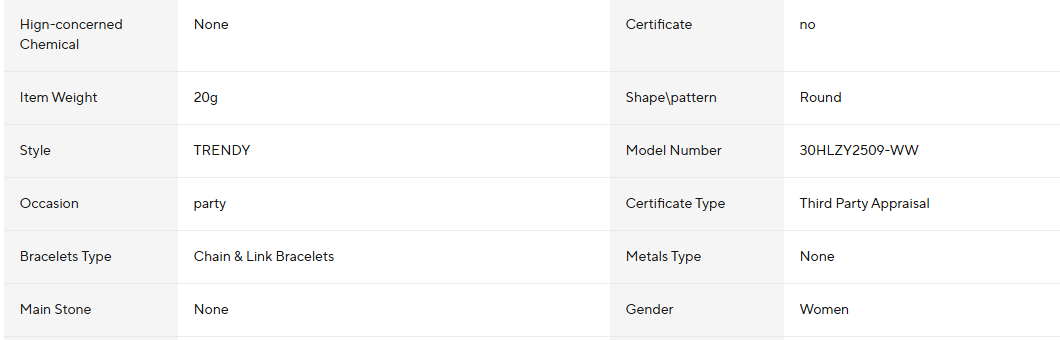 Hign-concerned
Chemical
None
Certificate
no
Item Weight
20g
Shape\pattern
Round
Style
TRENDY
Model Number
30HLZY2509-WW
Occasion
party
Certificate Type
Third Party Appraisal
Bracelets Type
Chain & Link Bracelets
Metals Type
None
Main Stone
None
Gender
Women